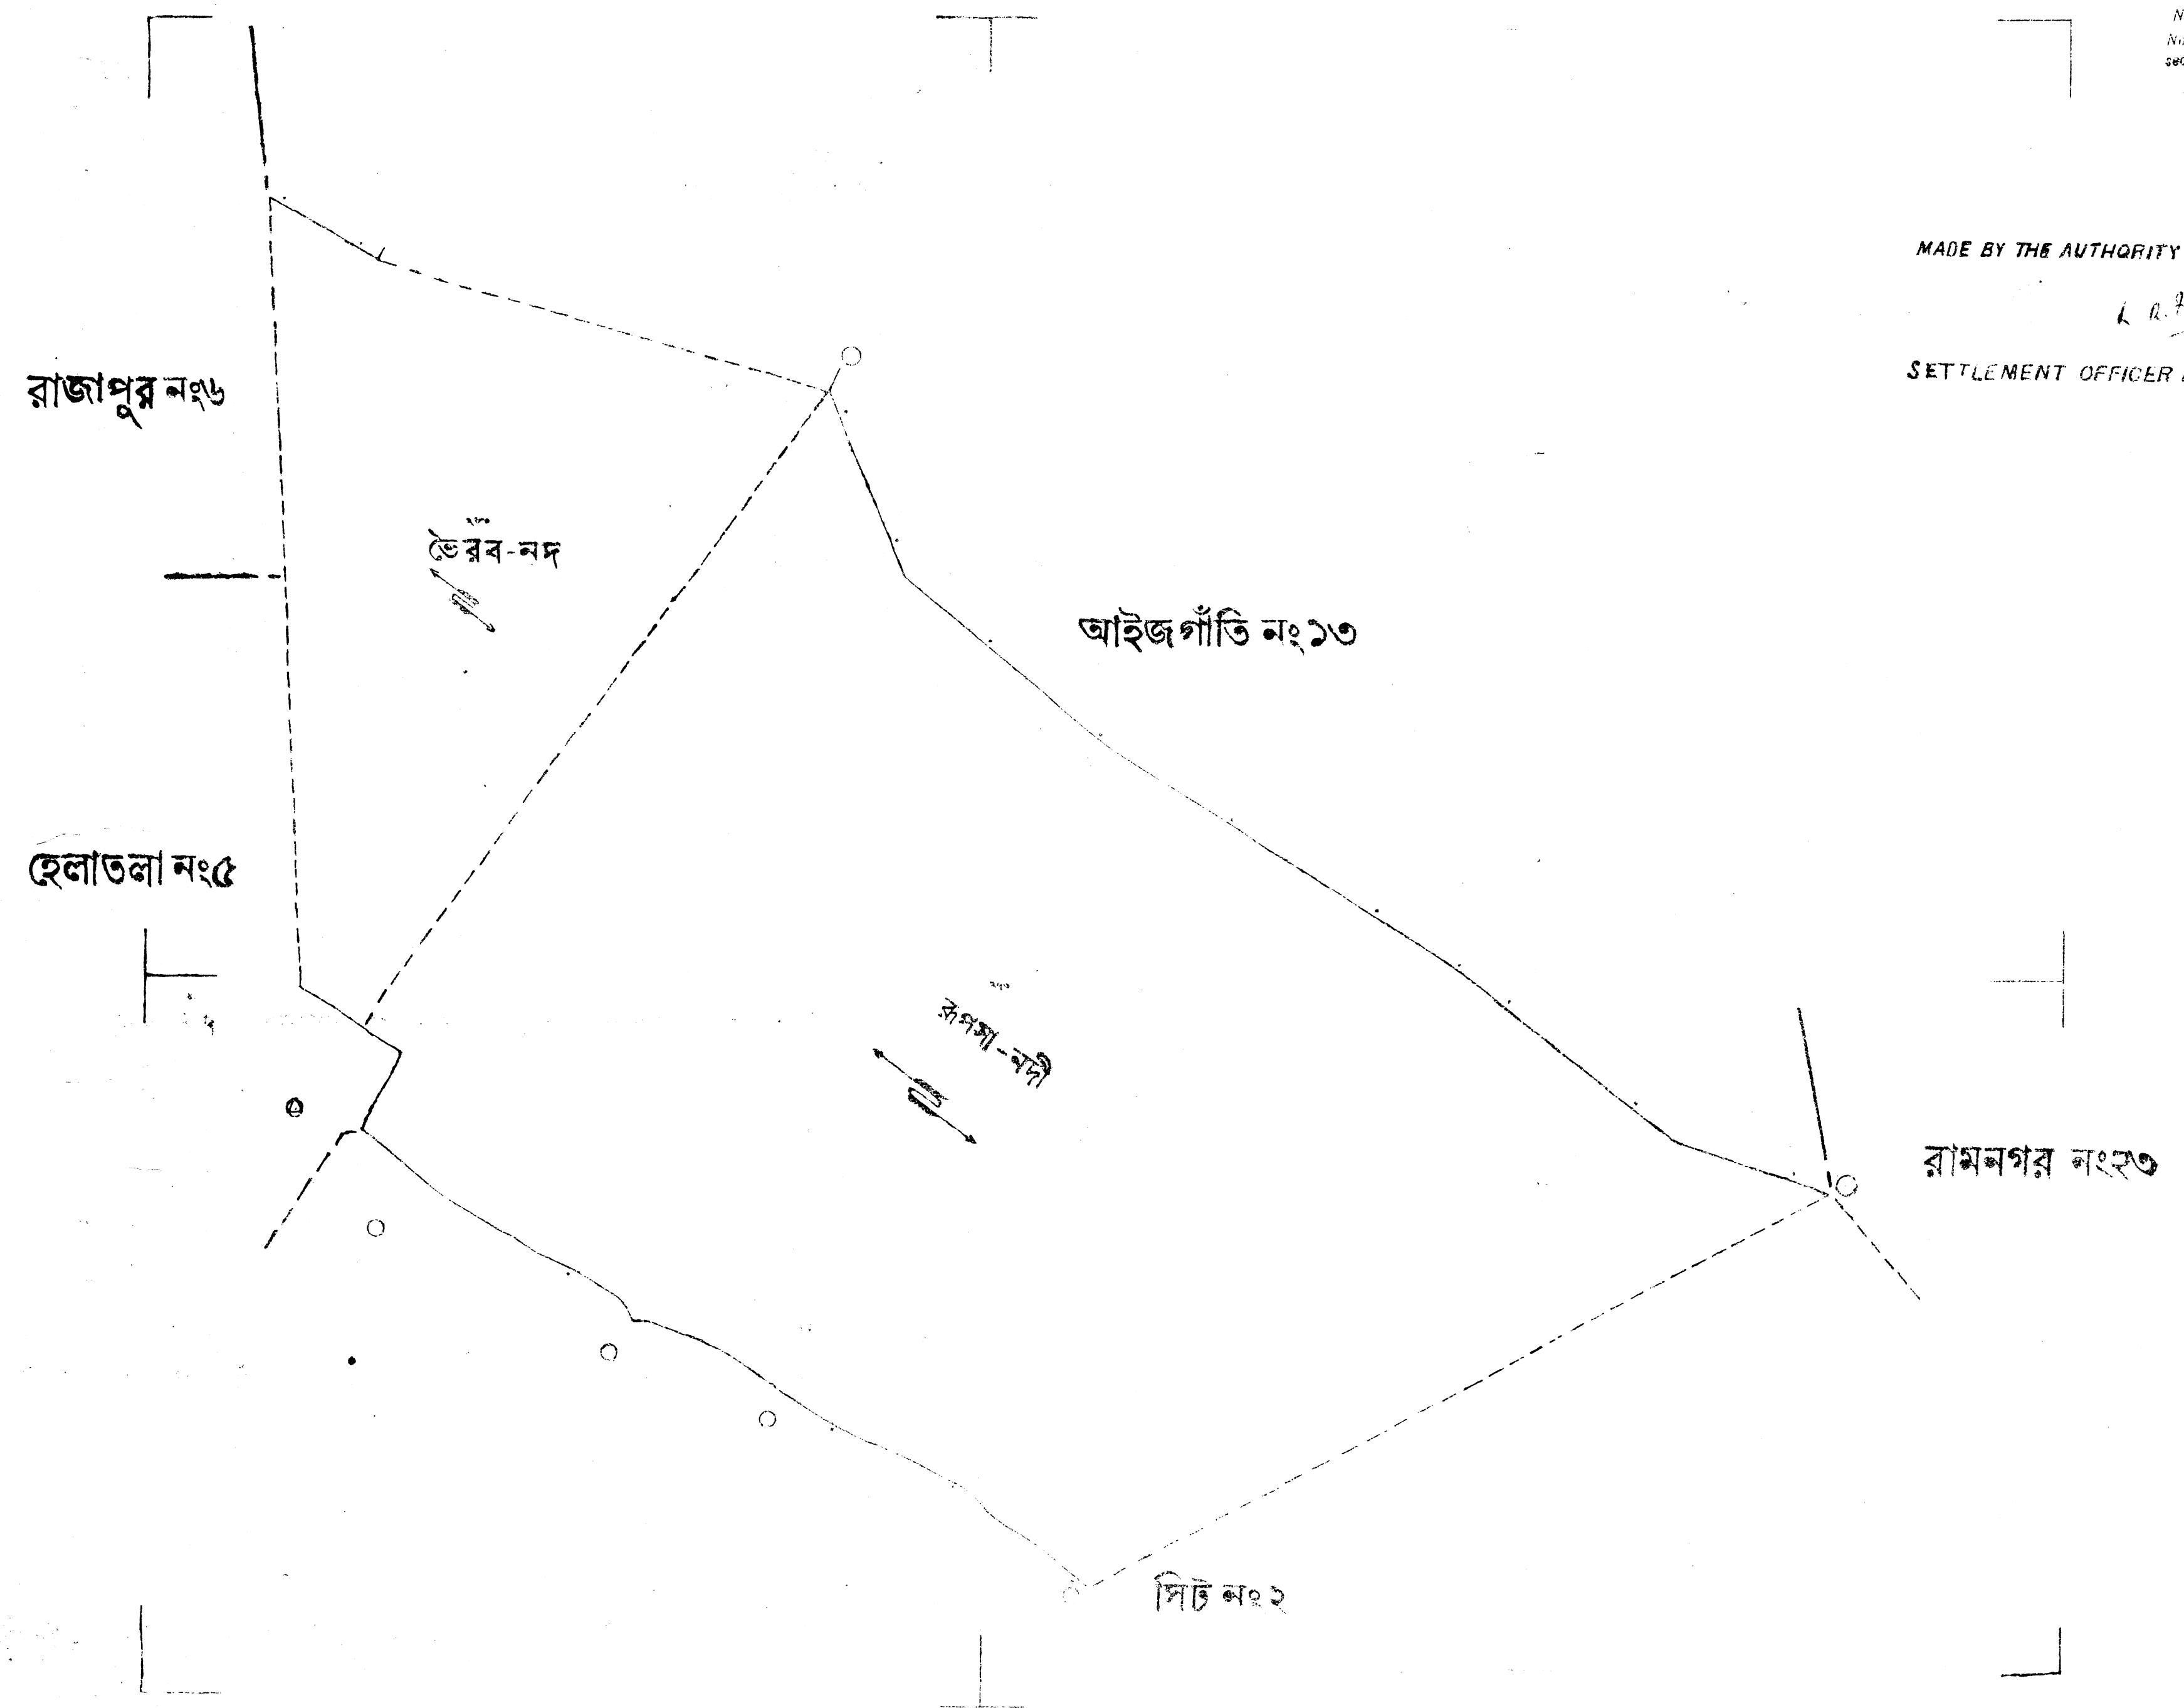 MADE BY THE AUTHORITY
SETTLEMENT OFFICER
রাজাপুর নং৬
ভৈরব-নদ
আইজগাঁতি নং১৩
হেলাতলা নং৫
রূপসা-নদী
রামনগর নং২৩
সিট নং২